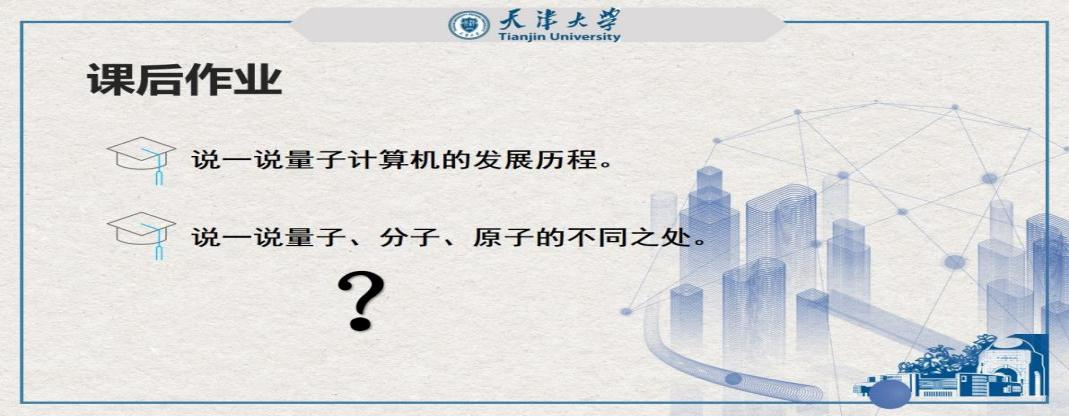 天津大学
Tianjin University
课后作业
说一说量子计算机的发展历程。
说一说量子、分子、原子的不同之处。
?